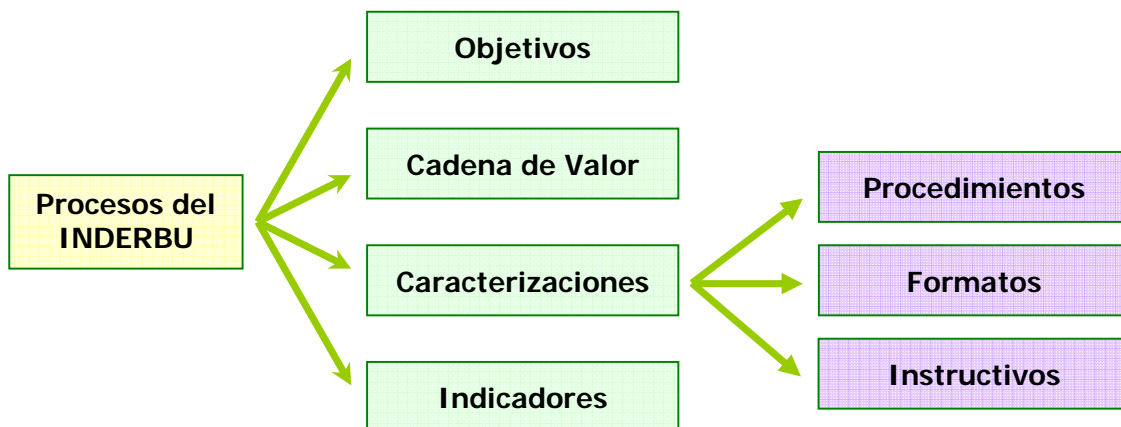 Objetivos
Cadena de Valor
Procesos del
INDERBU
Caracterizaciones
Indicadores
Procedimientos
Formatos
Instructivos